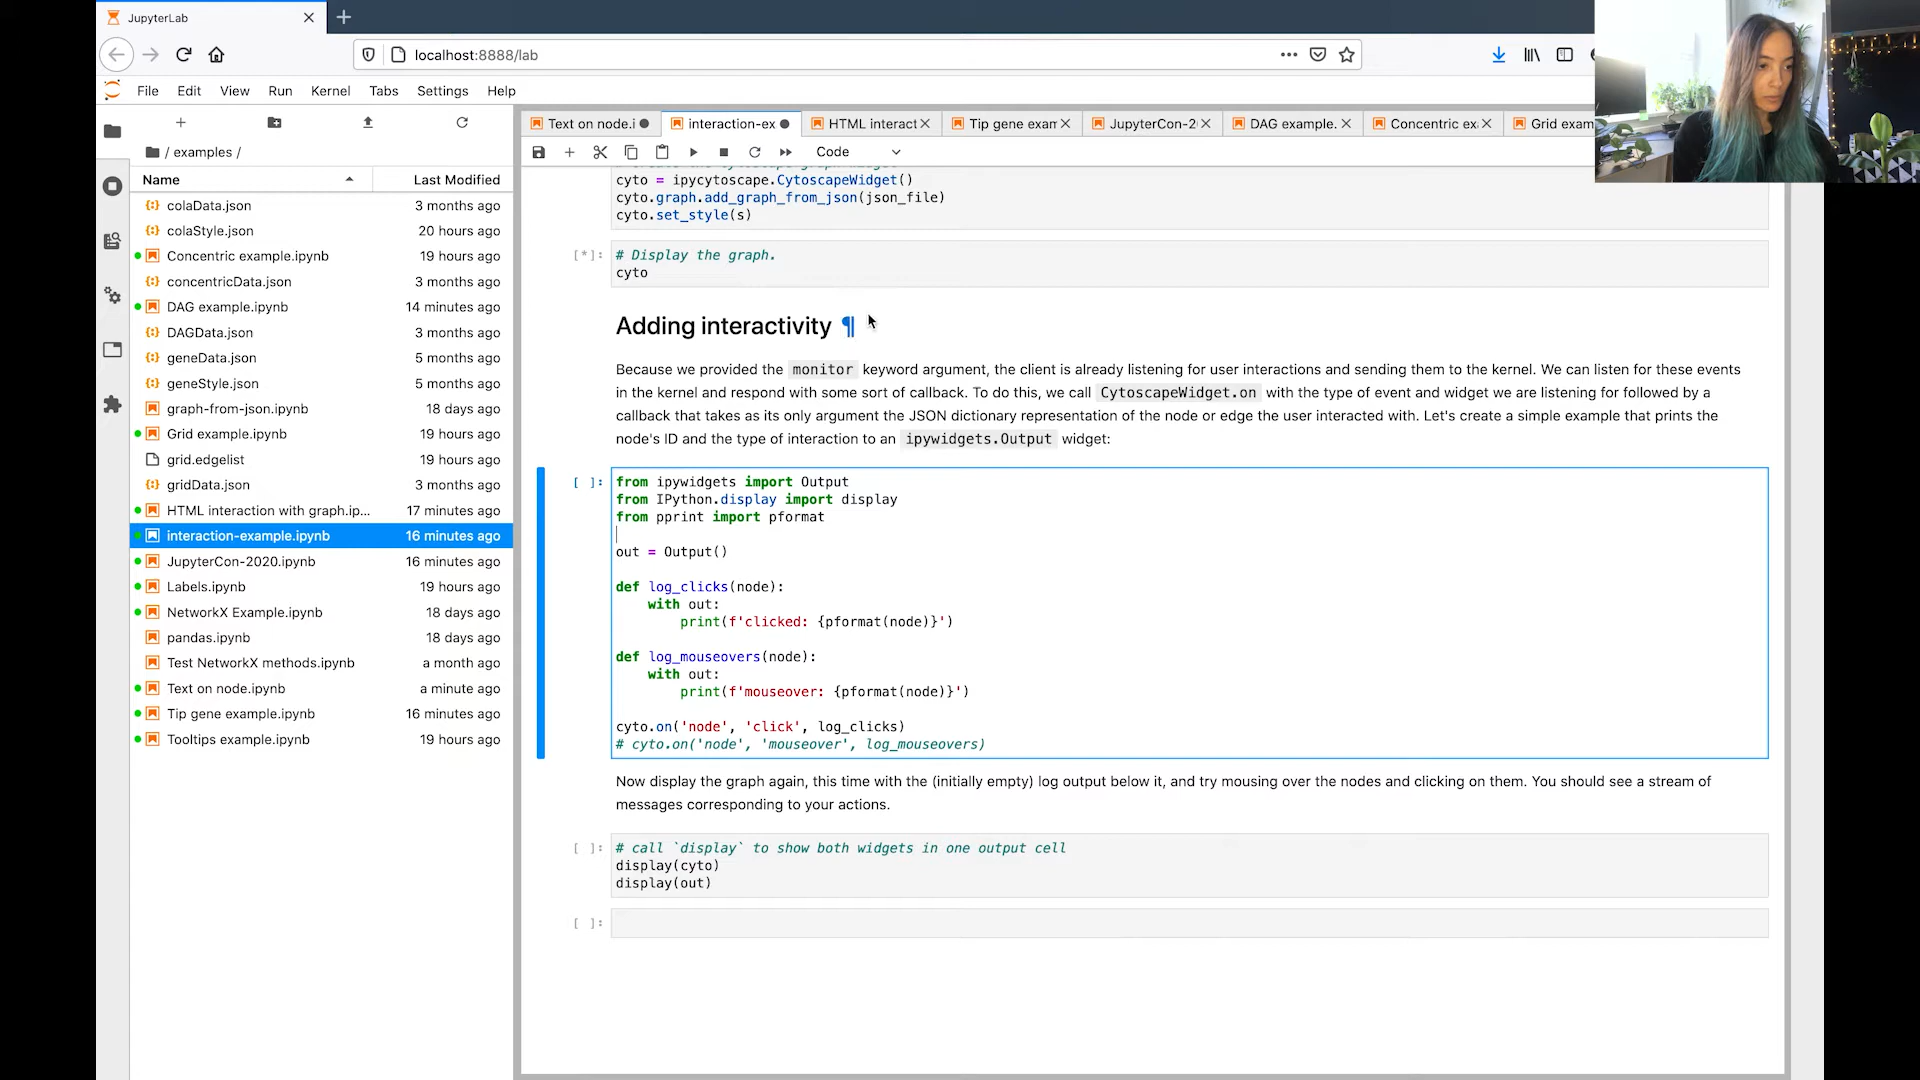 JupyterLab
localhost:8888/lab
File Edit View Run Kernel Tabs Settings Help
/ examples /
Name Last Modified
colaData.json 3 months ago
colaStyle.json 20 hours ago
Concentric example.ipynb 19 hours ago
concentricData.json 3 months ago
DAG example.ipynb 14 minutes ago
DAGData.json 3 months ago
geneData.json 5 months ago
geneStyle.json 5 months ago
graph-from-json.ipynb 18 days ago
Grid example.ipynb 19 hours ago
grid.edgelist 19 hours ago
gridData.json 3 months ago
HTML interaction with graph.ip... 17 minutes ago
interaction-example.ipynb 16 minutes ago
JupyterCon-2020.ipynb 16 minutes ago
Labels.ipynb 19 hours ago
NetworkX Example.ipynb 18 days ago
pandas.ipynb 18 days ago
Test NetworkX methods.ipynb a month ago
Text on node.ipynb a minute ago
Tip gene example.ipynb 16 minutes ago
Tooltips example.ipynb 19 hours ago
Text on node.i interaction-ex HTML interact Tip gene exam JupyterCon-2 DAG example. Concentric ex Grid exam
Code
cyto = ipycytoscape.CytoscapeWidget()
cyto.graph.add_graph_from_json(json_file)
cyto.set_style(s)
[*]: # Display the graph.
cyto
Adding interactivity ¶
Because we provided the monitor keyword argument, the client is already listening for user interactions and sending them to the kernel. We can listen for these events
in the kernel and respond with some sort of callback. To do this, we call CytoscapeWidget.on with the type of event and widget we are listening for followed by a
callback that takes as its only argument the JSON dictionary representation of the node or edge the user interacted with. Let's create a simple example that prints the
node's ID and the type of interaction to an ipywidgets.Output widget:
[ ]: from ipywidgets import Output
from IPython.display import display
from pprint import pformat
out = Output()
def log_clicks(node):
with out:
print(f'clicked: {pformat(node)}')
def log_mouseovers(node):
with out:
print(f'mouseover: {pformat(node)}')
cyto.on('node', 'click', log_clicks)
# cyto.on('node', 'mouseover', log_mouseovers)
Now display the graph again, this time with the (initially empty) log output below it, and try mousing over the nodes and clicking on them. You should see a stream of
messages corresponding to your actions.
[ ]: # call `display` to show both widgets in one output cell
display(cyto)
display(out)
[ ]: